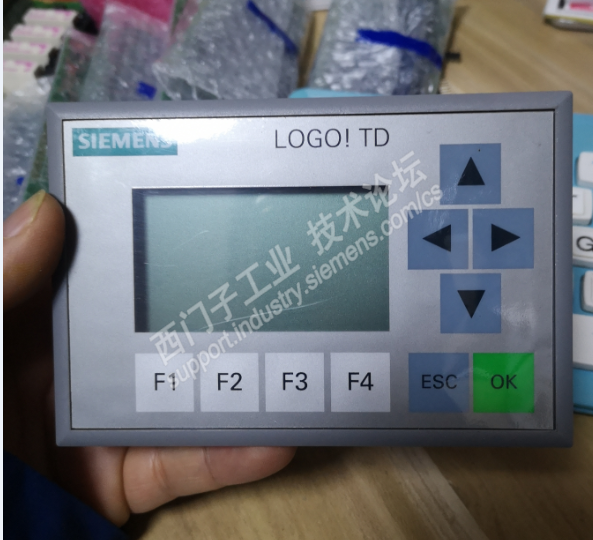 SIEMENS
LOGO! TD
西门子工业 技术论坛
support.industry.siemens.com/cs
F1 F2 F3 F4 ESC OK
G